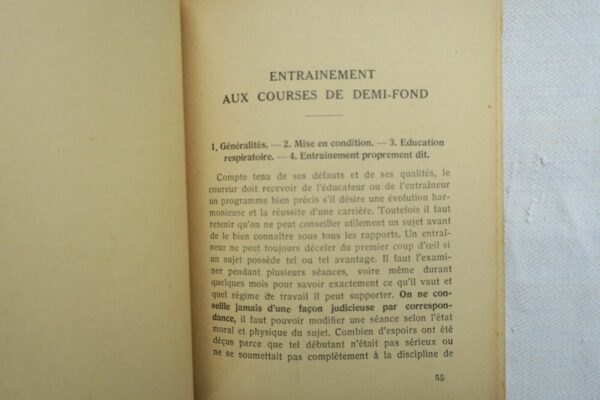 ENTRAINEMENT
AUX COURSES DE DEMI-FOND
1. Généralités. — 2. Mise en condition. — 3. Education
respiratoire. — 4. Entrainement proprement dit.
Compte tenu de ses défauts et de ses qualités, le
coureur doit recevoir de l'éducateur ou de l'entraîneur
un programme bien précis s'il désire une évolution har-
monieuse et la réussite d'une carrière. Toutefois il faut
retenir qu'on ne peut conseiller utilement un sujet avant
de le bien connaître sous tous les rapports. Un entraî-
neur ne peut toujours déceler du premier coup d'œil si
un sujet possède tel ou tel avantage. Il faut l'exami-
ner pendant plusieurs séances, voire même durant
quelques mois pour savoir exactement ce qu'il vaut et
quel régime de travail il peut supporter. On ne con-
seille jamais d'une façon judicieuse par correspon-
dance, il faut pouvoir modifier une séance selon l'état
moral et physique du sujet. Combien d'espoirs ont été
déçus parce que tel débutant n'était pas sérieux ou
ne se soumettait pas complètement à la discipline de
55